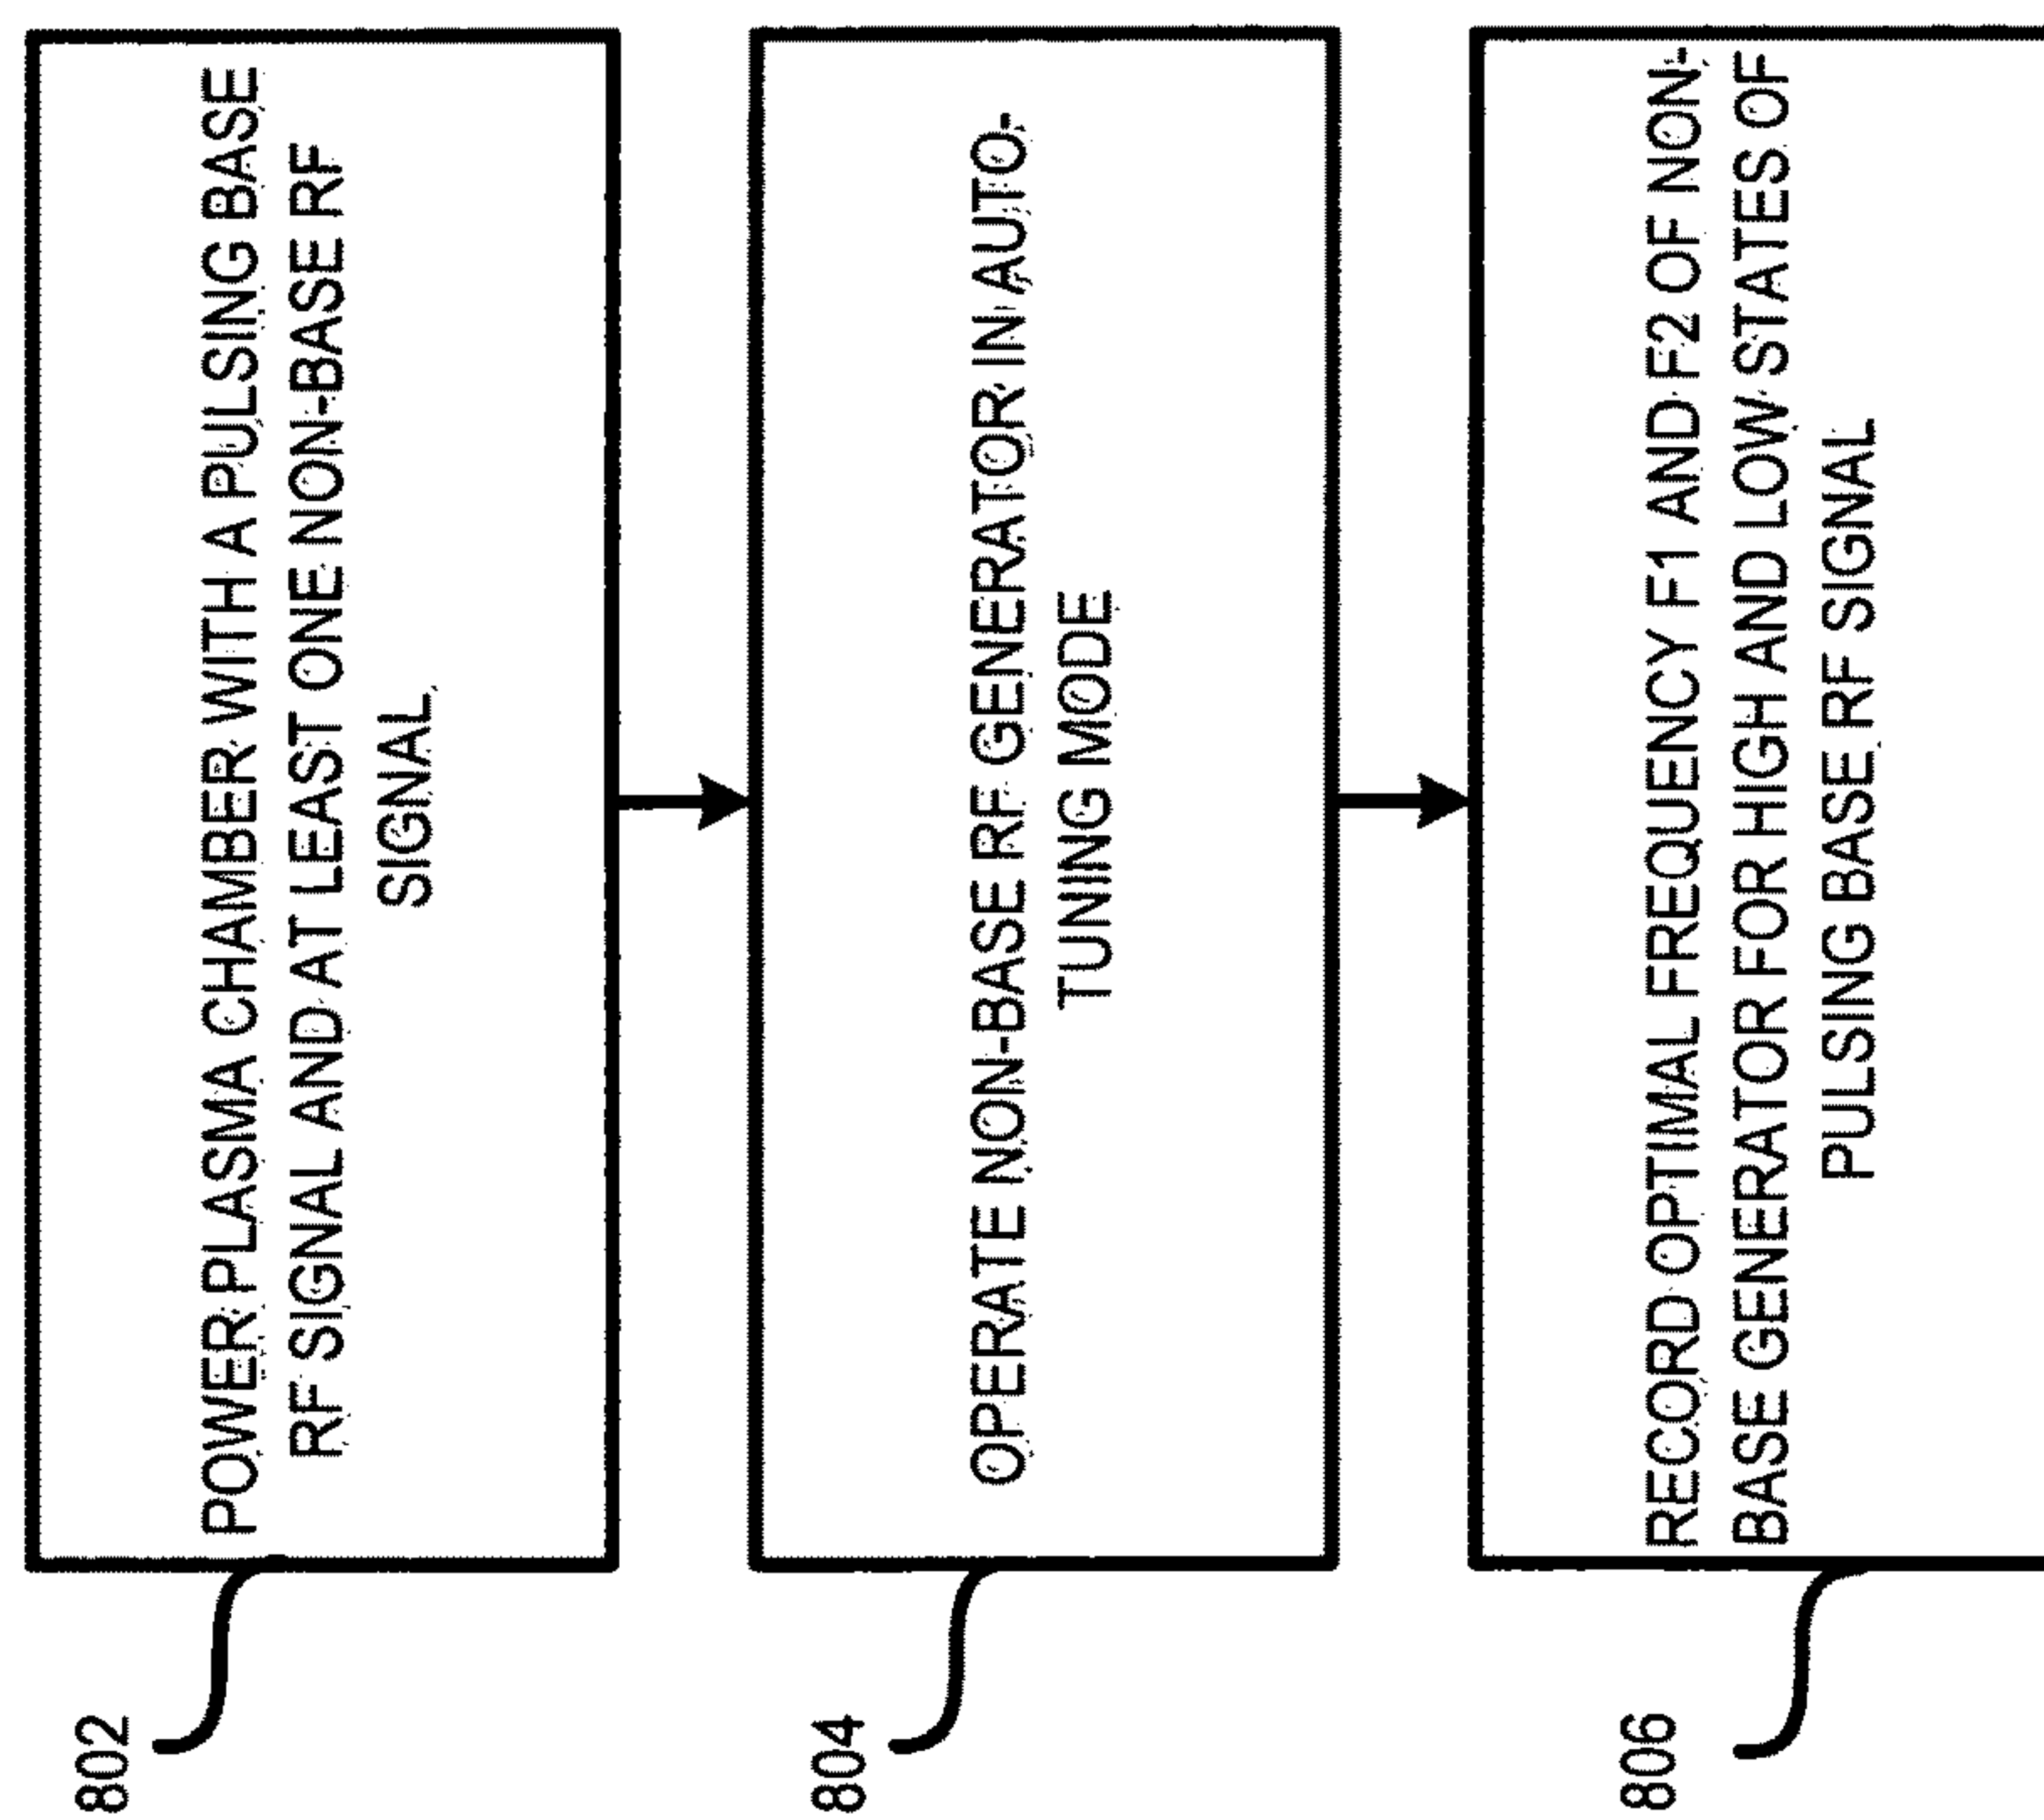 802
POWER PLASMA CHAMBER WITH A PULSING BASE
RF SIGNAL AND AT LEAST ONE NON-BASE RF
SIGNAL
804
OPERATE NON-BASE RF GENERATOR IN AUTO-
TUNING MODE
806
RECORD OPTIMAL FREQUENCY F1 AND F2 OF NON-
BASE GENERATOR FOR HIGH AND LOW STATES OF
PULSING BASE RF SIGNAL